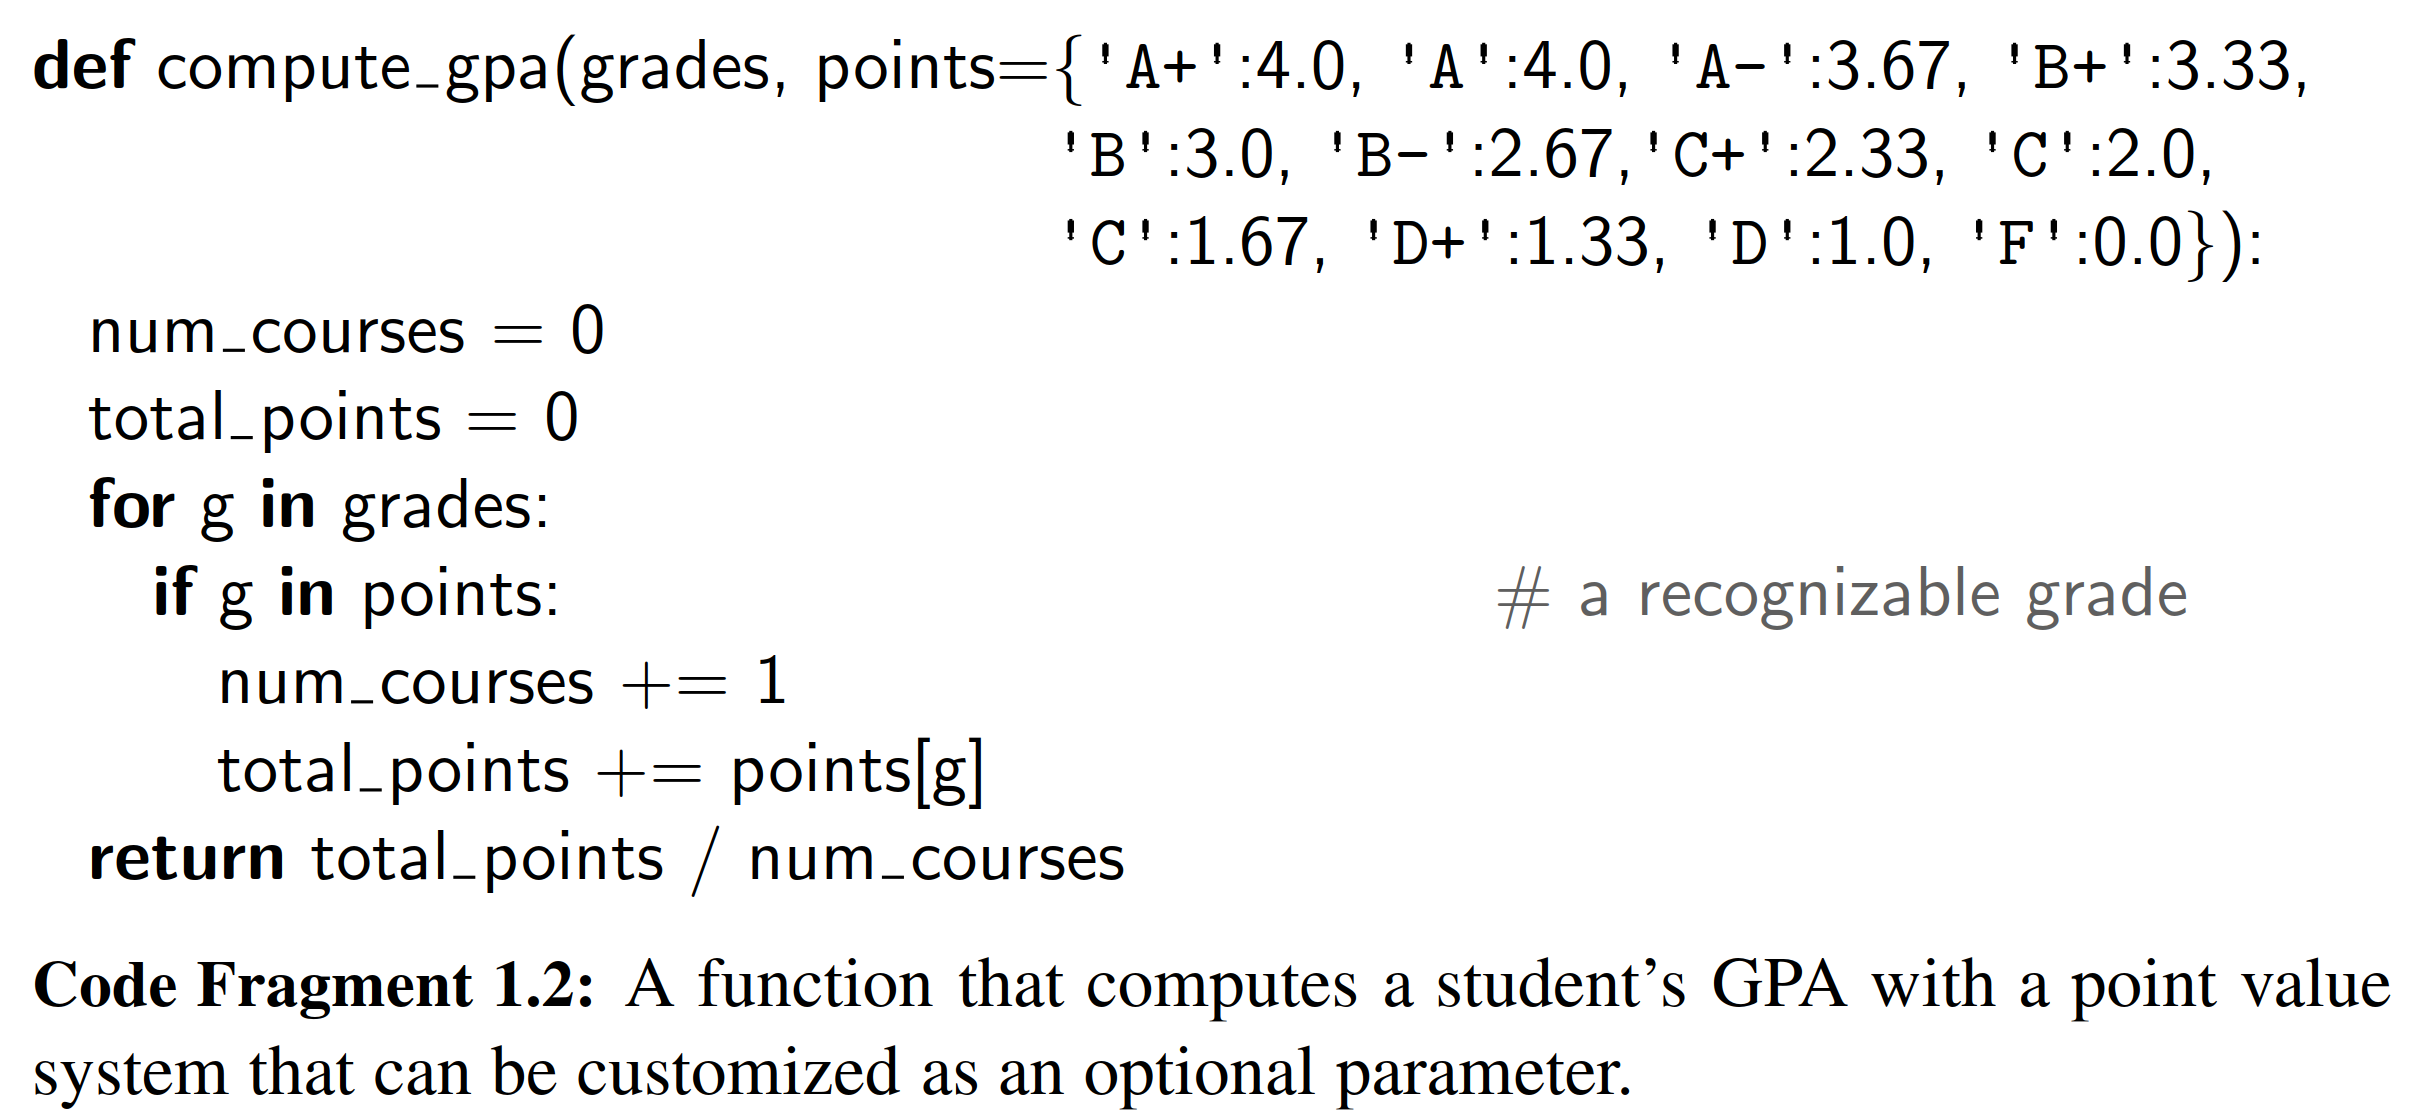 def compute_gpa(grades, points={'A+':4.0, 'A':4.0, 'A-':3.67, 'B+':3.33,
'B':3.0, 'B-':2.67,'C+':2.33, 'C':2.0,
'C':1.67, 'D+':1.33, 'D':1.0, 'F':0.0}):
num_courses = 0
total_points = 0
for g in grades:
if g in points: # a recognizable grade
num_courses += 1
total_points += points[g]
return total_points / num_courses
Code Fragment 1.2: A function that computes a student’s GPA with a point value
system that can be customized as an optional parameter.